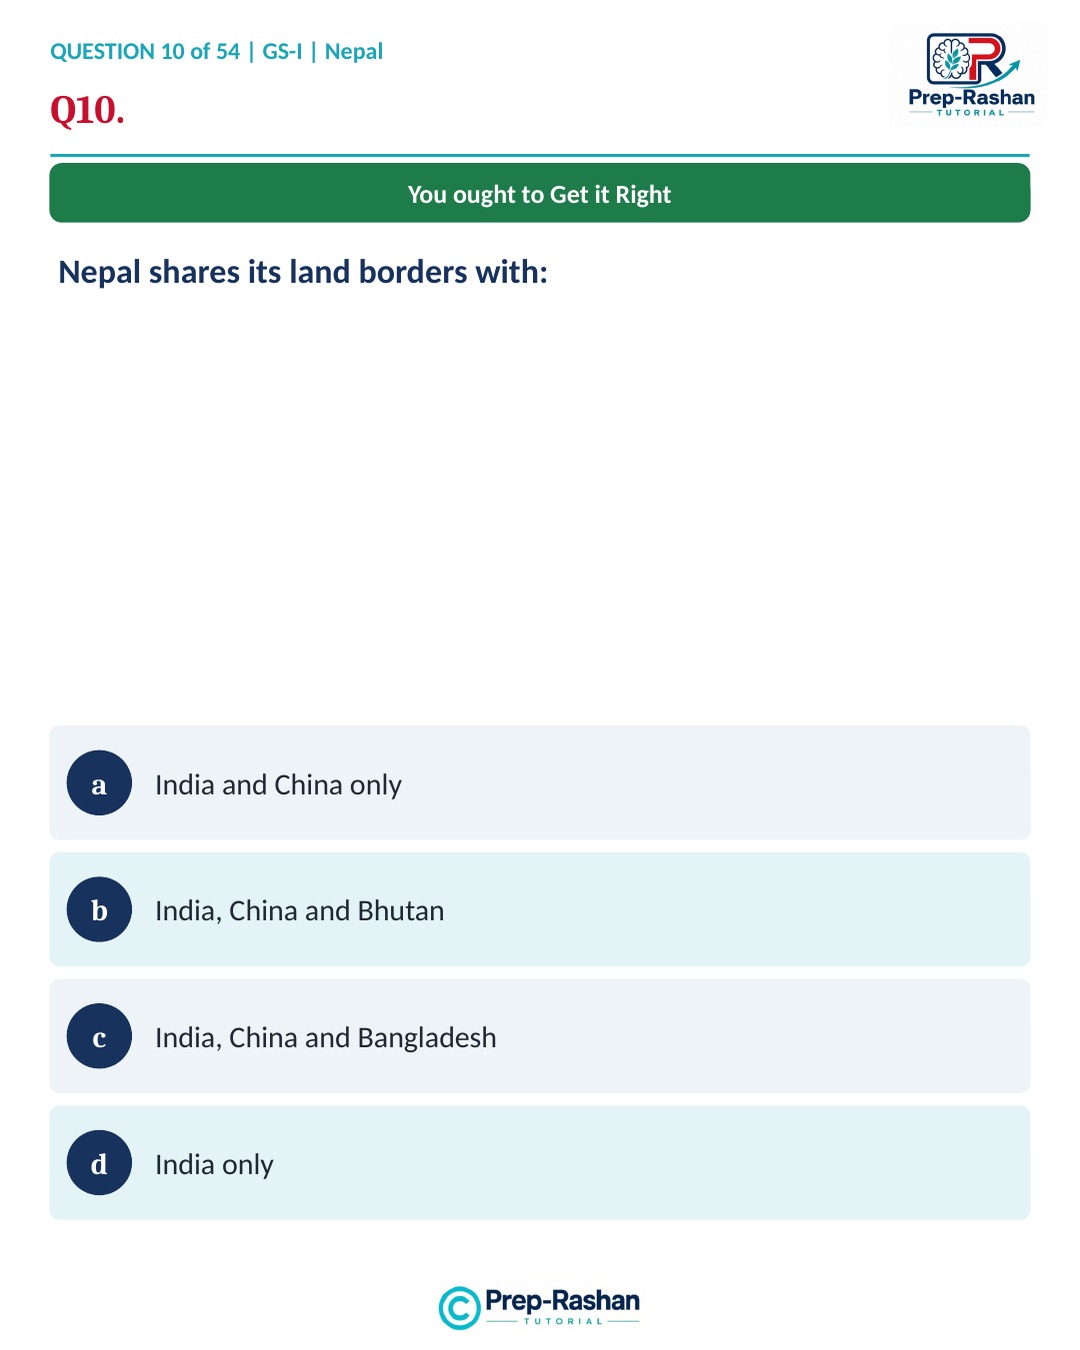 QUESTION 10 of 54 | GS-I | Nepal
Prep-Rashan
TUTORIAL
Q10.
You ought to Get it Right
Nepal shares its land borders with:
a India and China only
b India, China and Bhutan
c India, China and Bangladesh
d India only
© Prep-Rashan
TUTORIAL